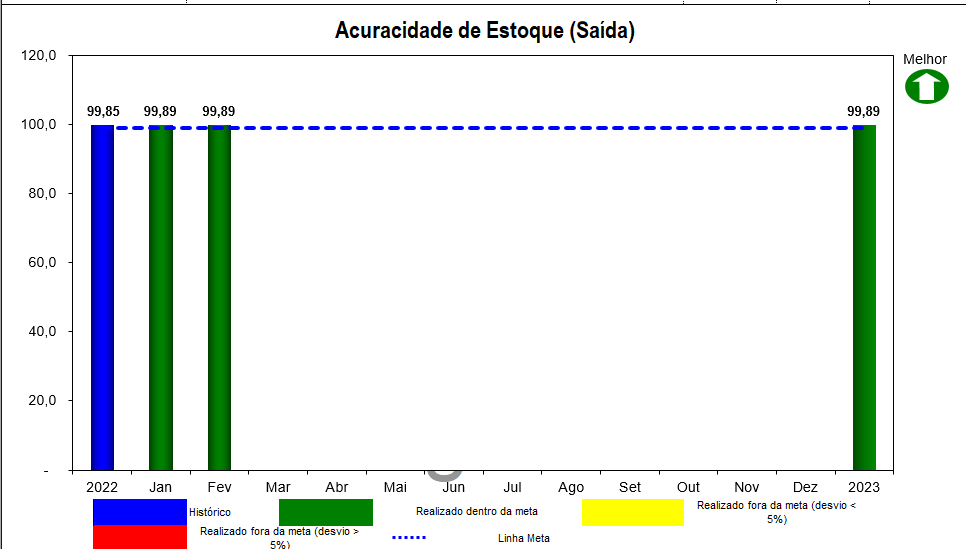 Acuracidade de Estoque (Saída)
120,0
Melhor
99,85 99,89 99,89 99,89
100,0
80,0
60,0
40,0
20,0
-
2022 Jan Fev Mar Abr Mai Jun Jul Ago Set Out Nov Dez 2023
Histórico
Realizado dentro da meta
Realizado fora da meta (desvio <
5%)
Realizado fora da meta (desvio >
5%)
Linha Meta